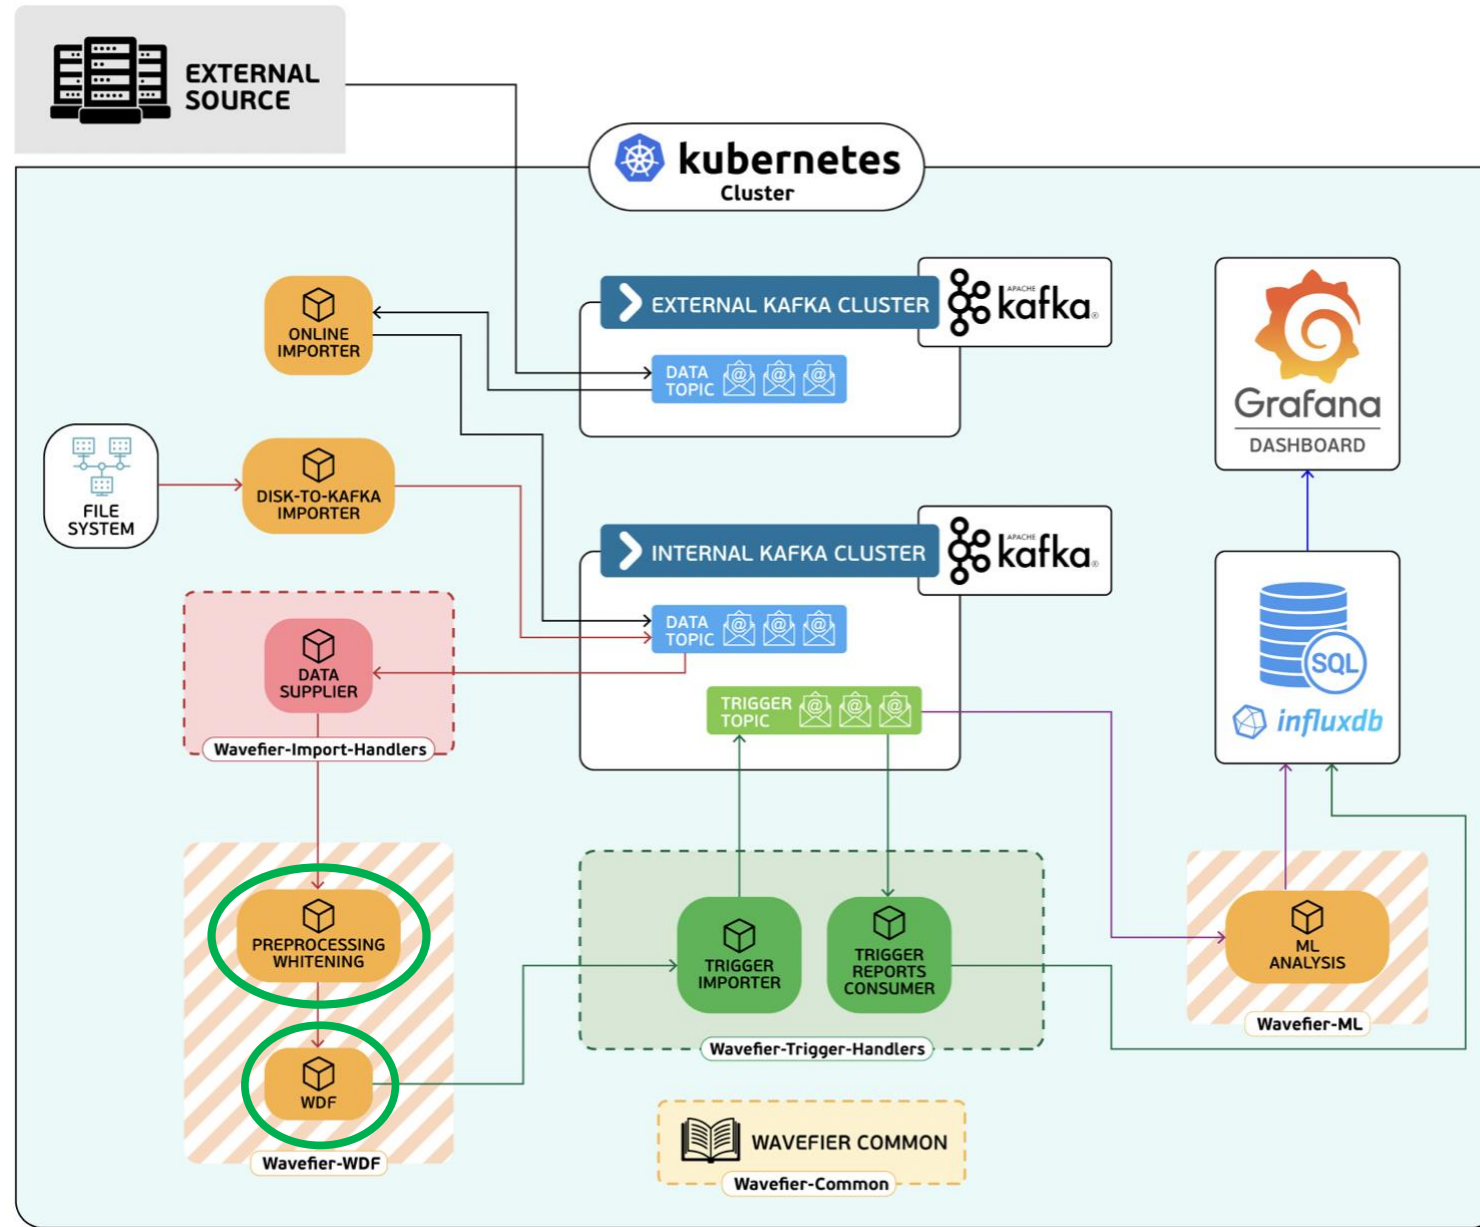 EXTERNAL
SOURCE
kubernetes
Cluster
EXTERNAL KAFKA CLUSTER
APACHE
kafka®
ONLINE
IMPORTER
DATA
TOPIC
Grafana
DASHBOARD
FILE
SYSTEM
DISK-TO-KAFKA
IMPORTER
INTERNAL KAFKA CLUSTER
APACHE
kafka®
DATA
TOPIC
DATA
SUPPLIER
Wavefier-Import-Handlers
TRIGGER
TOPIC
SQL
influxdb
PREPROCESSING
WHITENING
WDF
Wavefier-WDF
TRIGGER
IMPORTER
TRIGGER
REPORTS
CONSUMER
Wavefier-Trigger-Handlers
ML
ANALYSIS
Wavefier-ML
WAVEFIER COMMON
Wavefier-Common